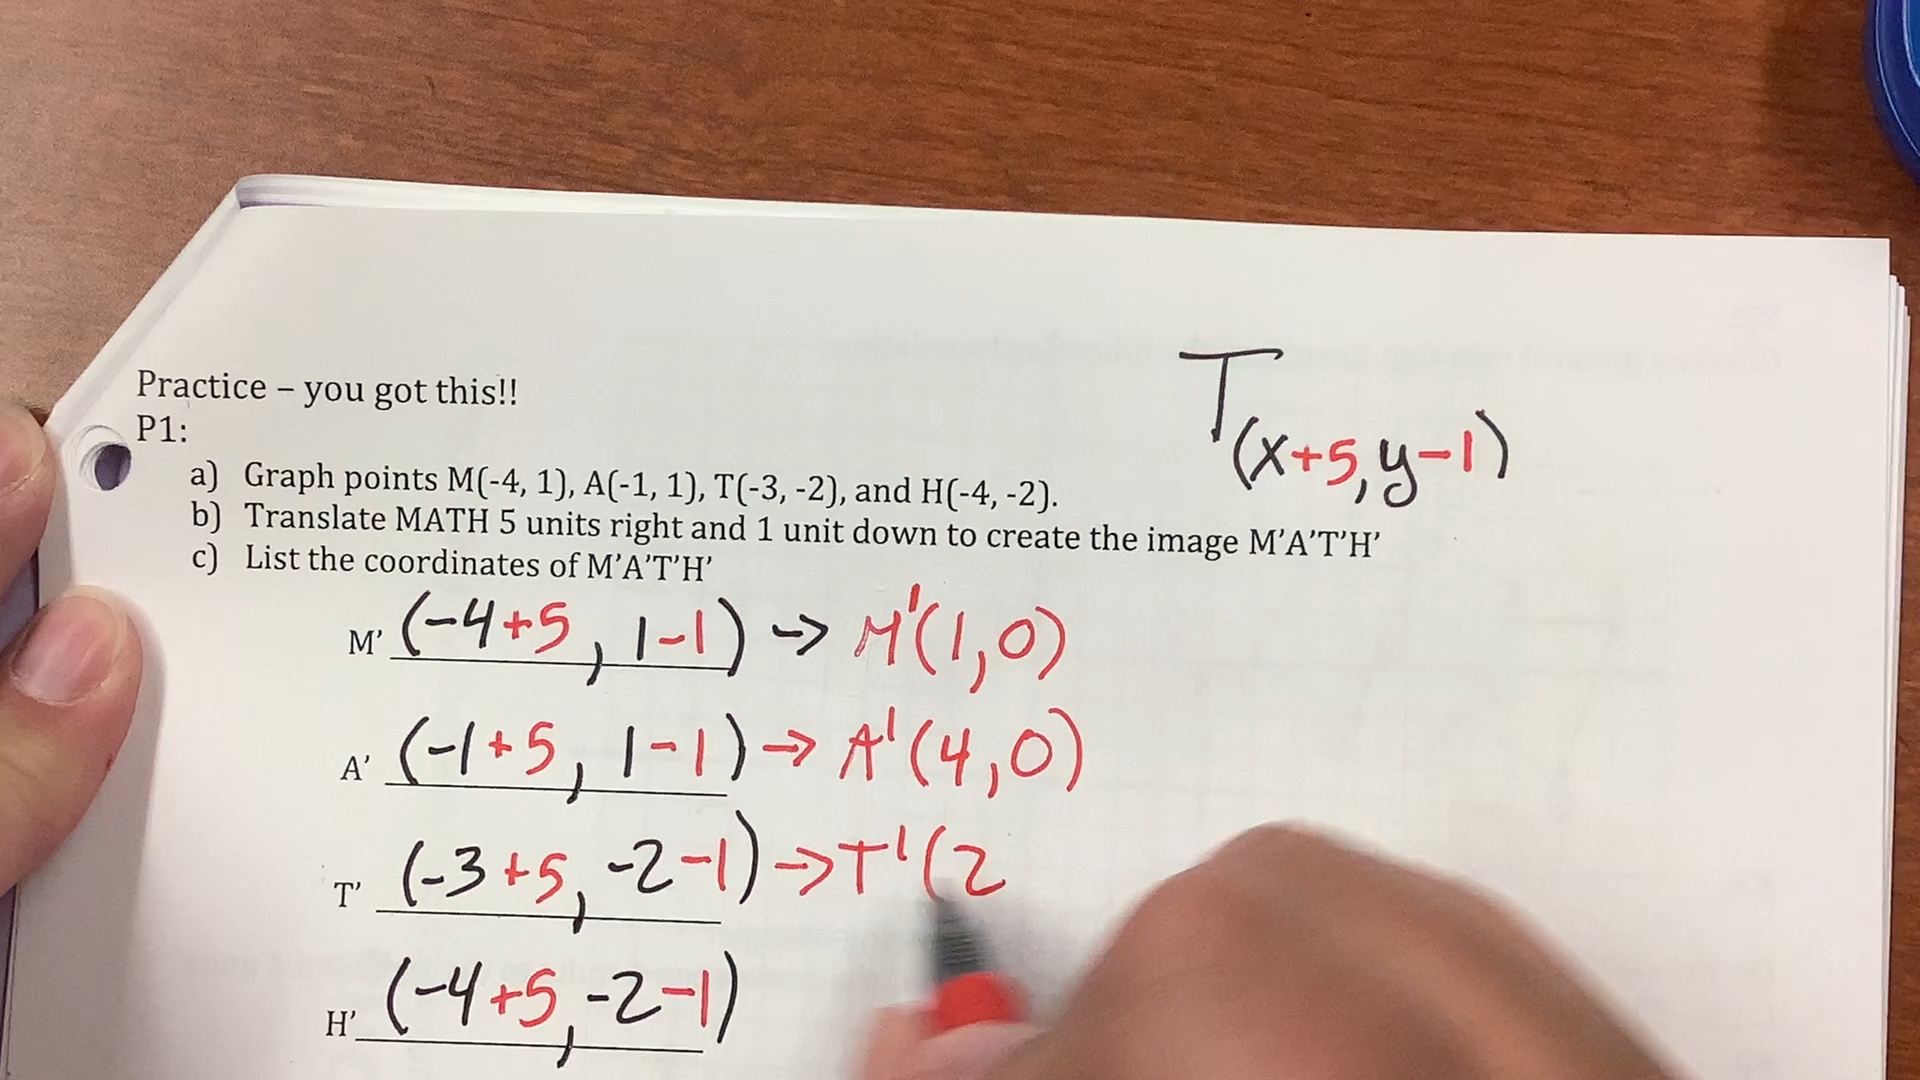 T(x+5,y-1)
Practice – you got this!!
P1:
a) Graph points M(-4, 1), A(-1, 1), T(-3, -2), and H(-4, -2).
b) Translate MATH 5 units right and 1 unit down to create the image M'A'T'H'
c) List the coordinates of M'A'T'H'
M' (-4+5, 1-1) -> M'(1,0)
A' (-1+5, 1-1) -> A'(4,0)
T' (-3+5, -2-1) -> T'(2
H' (-4+5, -2-1)